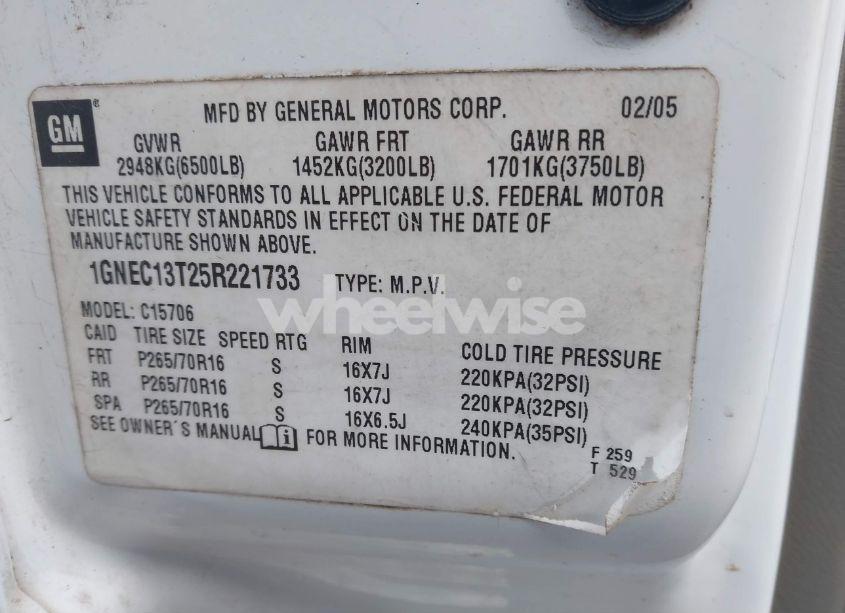 GM
®
MFD BY GENERAL MOTORS CORP. 02/05
GVWR GAWR FRT GAWR RR
2948KG(6500LB) 1452KG(3200LB) 1701KG(3750LB)
THIS VEHICLE CONFORMS TO ALL APPLICABLE U.S. FEDERAL MOTOR
VEHICLE SAFETY STANDARDS IN EFFECT ON THE DATE OF
MANUFACTURE SHOWN ABOVE.
1GNEC13T25R221733 TYPE: M.P.V.
wheelwise
MODEL: C15706
CAID TIRE SIZE SPEED RTG RIM COLD TIRE PRESSURE
FRT P265/70R16 S 16X7J 220KPA(32PSI)
RR P265/70R16 S 16X7J 220KPA(32PSI)
SPA P265/70R16 S 16X6.5J 240KPA(35PSI)
SEE OWNER'S MANUAL i FOR MORE INFORMATION.
F 259
T 529